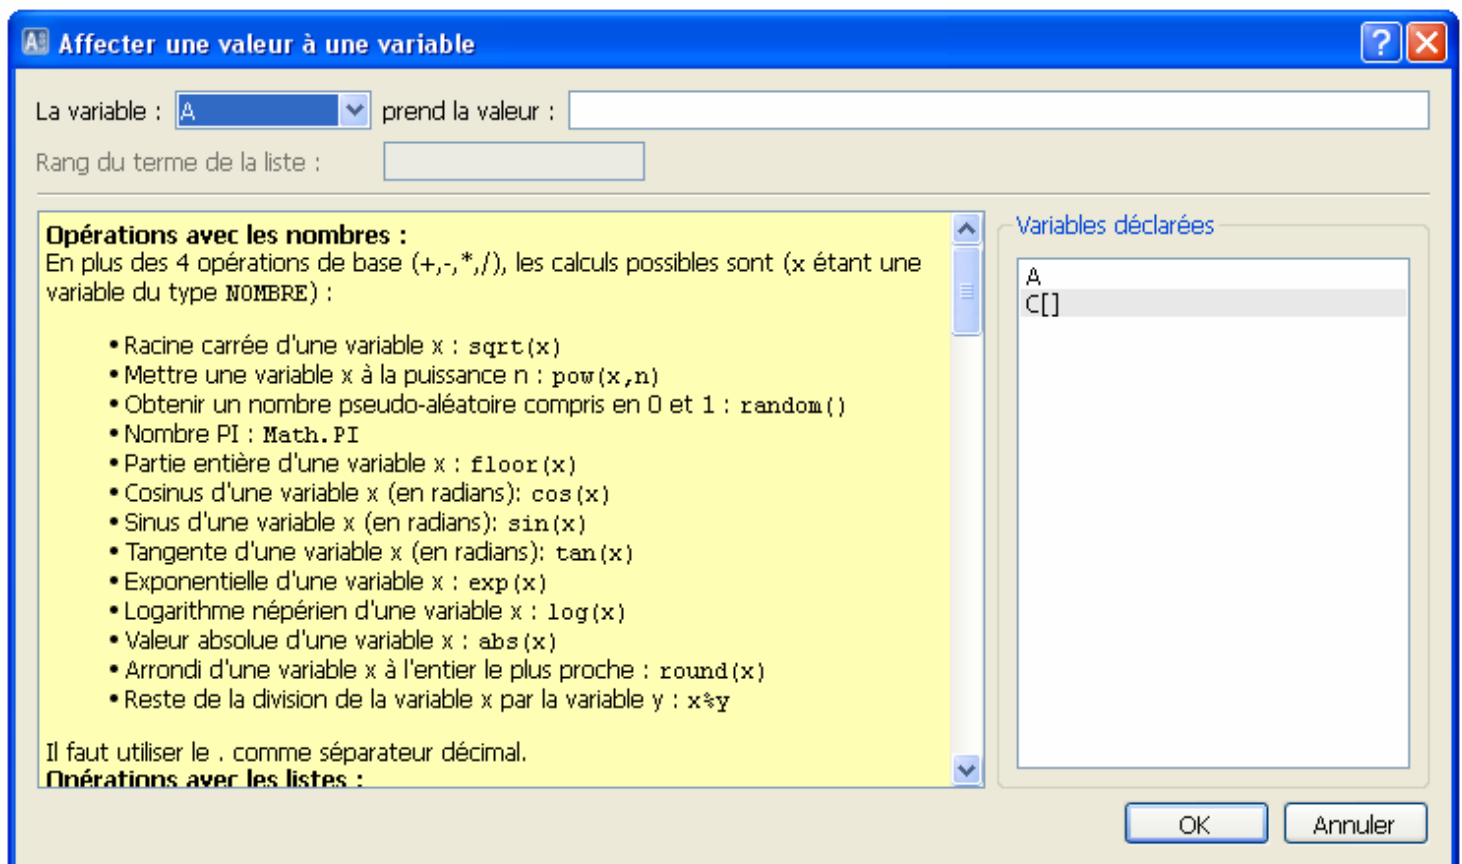 Affecter une valeur à une variable
La variable : A prend la valeur :
Rang du terme de la liste :
Opérations avec les nombres :
En plus des 4 opérations de base (+,-,*,/), les calculs possibles sont (x étant une
variable du type NOMBRE) :
• Racine carrée d'une variable x : sqrt(x)
• Mettre une variable x à la puissance n : pow(x,n)
• Obtenir un nombre pseudo-aléatoire compris en 0 et 1 : random()
• Nombre PI : Math.PI
• Partie entière d'une variable x : floor(x)
• Cosinus d'une variable x (en radians): cos(x)
• Sinus d'une variable x (en radians): sin(x)
• Tangente d'une variable x (en radians): tan(x)
• Exponentielle d'une variable x : exp(x)
• Logarithme népérien d'une variable x : log(x)
• Valeur absolue d'une variable x : abs(x)
• Arrondi d'une variable x à l'entier le plus proche : round(x)
• Reste de la division de la variable x par la variable y : x%y
Il faut utiliser le . comme séparateur décimal.
Opérations avec les listes :
Variables déclarées
A
C[]
OK
Annuler